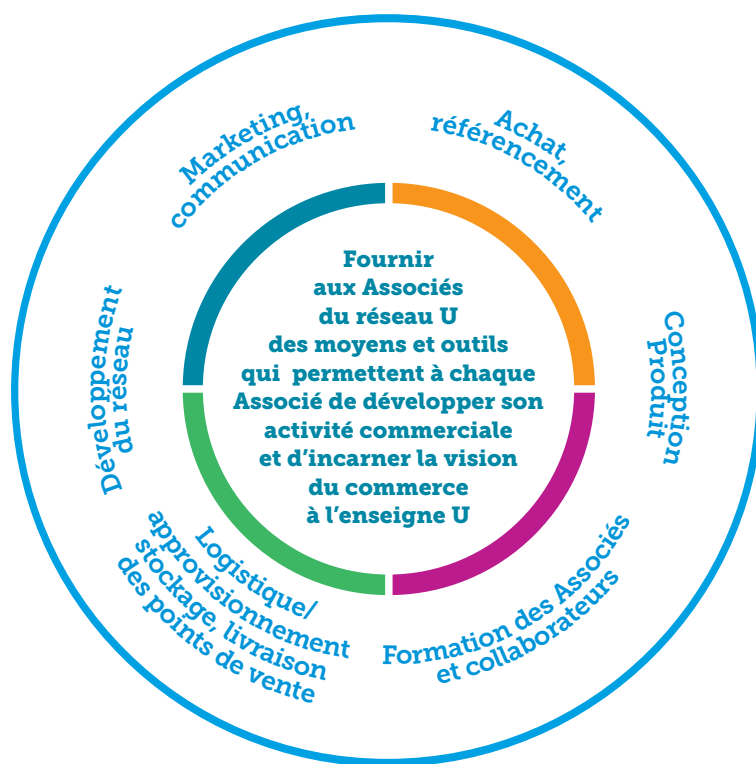 Marketing,
communication
Achat,
référencement
Conception
Produit
Formation des Associés
et collaborateurs
Logistique/
approvisionnement
stockage, livraison
des points de vente
Développement
du réseau
Fournir
aux Associés
du réseau U
des moyens et outils
qui permettent à chaque
Associé de développer son
activité commerciale
et d’incarner la vision
du commerce
à l’enseigne U